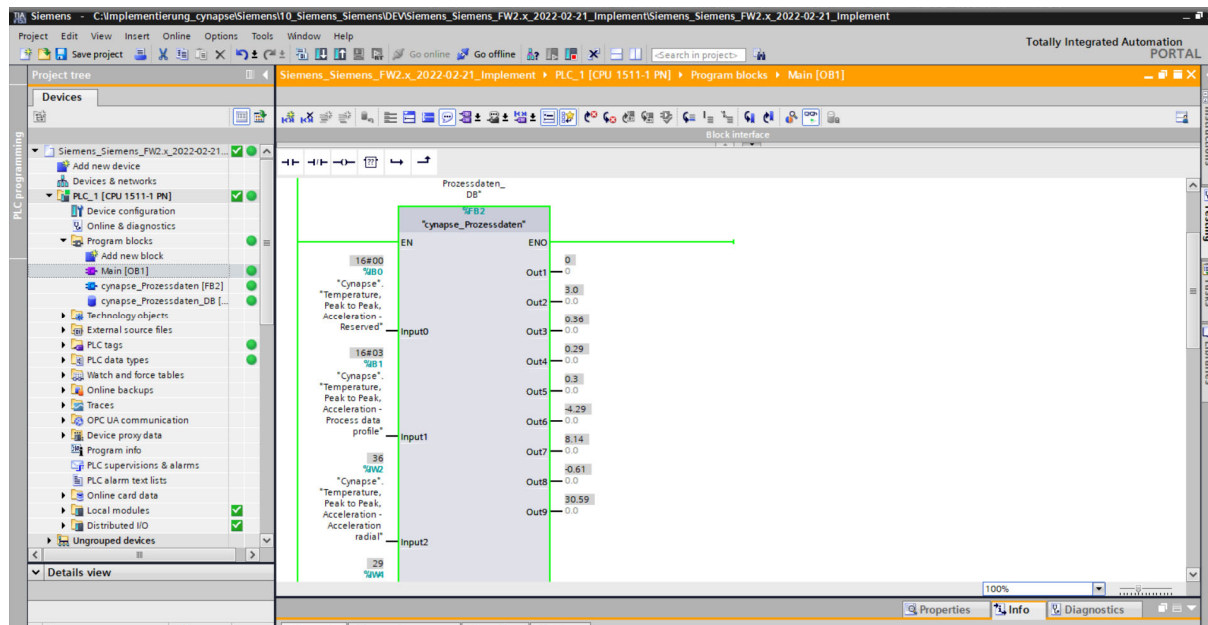 Siemens - C:\Implementierung_cynapse\Siemens\10_Siemens_Siemens\DEV\Siemens_Siemens_FW2.x_2022-02-21_Implement\Siemens_Siemens_FW2.x_2022-02-21_Implement
Project Edit View Insert Online Options Tools Window Help
Totally Integrated Automation
PORTAL
Save project
Go online
Go offline
<Search in project>
Project tree
Siemens_Siemens_FW2.x_2022-02-21_Implement
PLC_1 [CPU 1511-1 PN]
Program blocks
Main [OB1]
Devices
PLC programming
Siemens_Siemens_FW2.x_2022-02-21...
Add new device
Devices & networks
PLC_1 [CPU 1511-1 PN]
Device configuration
Online & diagnostics
Program blocks
Add new block
Main [OB1]
cynapse_Prozessdaten [FB2]
cynapse_Prozessdaten_DB [...
Technology objects
External source files
PLC tags
PLC data types
Watch and force tables
Online backups
Traces
OPC UA communication
Device proxy data
Program info
PLC supervisions & alarms
PLC alarm text lists
Online card data
Local modules
Distributed I/O
Ungrouped devices
Details view
Block interface
Prozessdaten_
DB"
%FB2
"cynapse_Prozessdaten"
EN
ENO
16#00
%IB0
"Cynapse".
"Temperature,
Peak to Peak,
Acceleration -
Reserved"
Input0
16#03
%IB1
"Cynapse".
"Temperature,
Peak to Peak,
Acceleration -
Process data
profile"
Input1
36
%IW2
"Cynapse".
"Temperature,
Peak to Peak,
Acceleration -
Acceleration
radial"
Input2
29
%IW4
0
Out1 0
3.0
Out2 0.0
0.36
Out3 0.0
0.29
Out4 0.0
0.3
Out5 0.0
-4.29
Out6 0.0
8.14
Out7 0.0
-0.61
Out8 0.0
30.59
Out9 0.0
100%
Properties
Info
Diagnostics